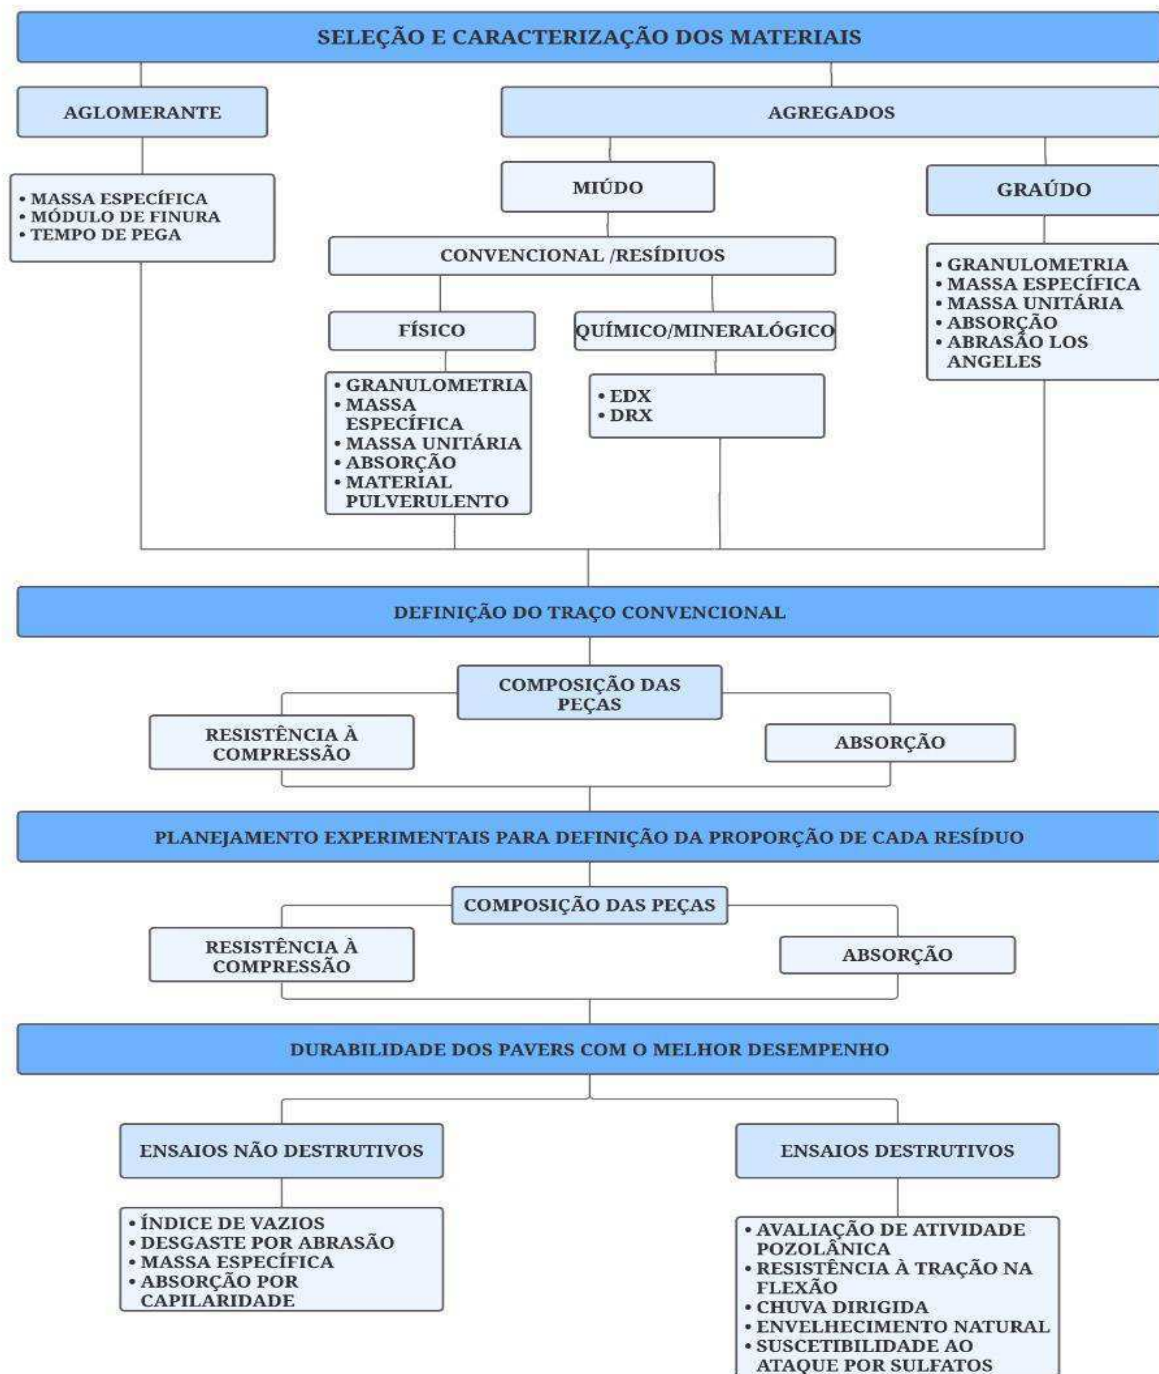 SELEÇÃO E CARACTERIZAÇÃO DOS MATERIAIS
AGLOMERANTE
AGREGADOS
• MASSA ESPECÍFICA
• MÓDULO DE FINURA
• TEMPO DE PEGA
MIÚDO
GRAÚDO
CONVENCIONAL /RESÍDIUOS
FÍSICO
QUÍMICO/MINERALÓGICO
• GRANULOMETRIA
• MASSA
ESPECÍFICA
• MASSA UNITÁRIA
• ABSORÇÃO
• MATERIAL
PULVERULENTO
• EDX
• DRX
• GRANULOMETRIA
• MASSA ESPECÍFICA
• MASSA UNITÁRIA
• ABSORÇÃO
• ABRASÃO LOS
ANGELES
DEFINIÇÃO DO TRAÇO CONVENCIONAL
COMPOSIÇÃO DAS
PEÇAS
RESISTÊNCIA À
COMPRESSÃO
ABSORÇÃO
PLANEJAMENTO EXPERIMENTAIS PARA DEFINIÇÃO DA PROPORÇÃO DE CADA RESÍDUO
COMPOSIÇÃO DAS PEÇAS
RESISTÊNCIA À
COMPRESSÃO
ABSORÇÃO
DURABILIDADE DOS PAVERS COM O MELHOR DESEMPENHO
ENSAIOS NÃO DESTRUTIVOS
ENSAIOS DESTRUTIVOS
• ÍNDICE DE VAZIOS
• DESGASTE POR ABRASÃO
• MASSA ESPECÍFICA
• ABSORÇÃO POR
CAPILARIDADE
• AVALIAÇÃO DE ATIVIDADE
POZOLÂNICA
• RESISTÊNCIA À TRAÇÃO NA
FLEXÃO
• CHUVA DIRIGIDA
• ENVELHECIMENTO NATURAL
• SUSCETIBILIDADE AO
ATAQUE POR SULFATOS